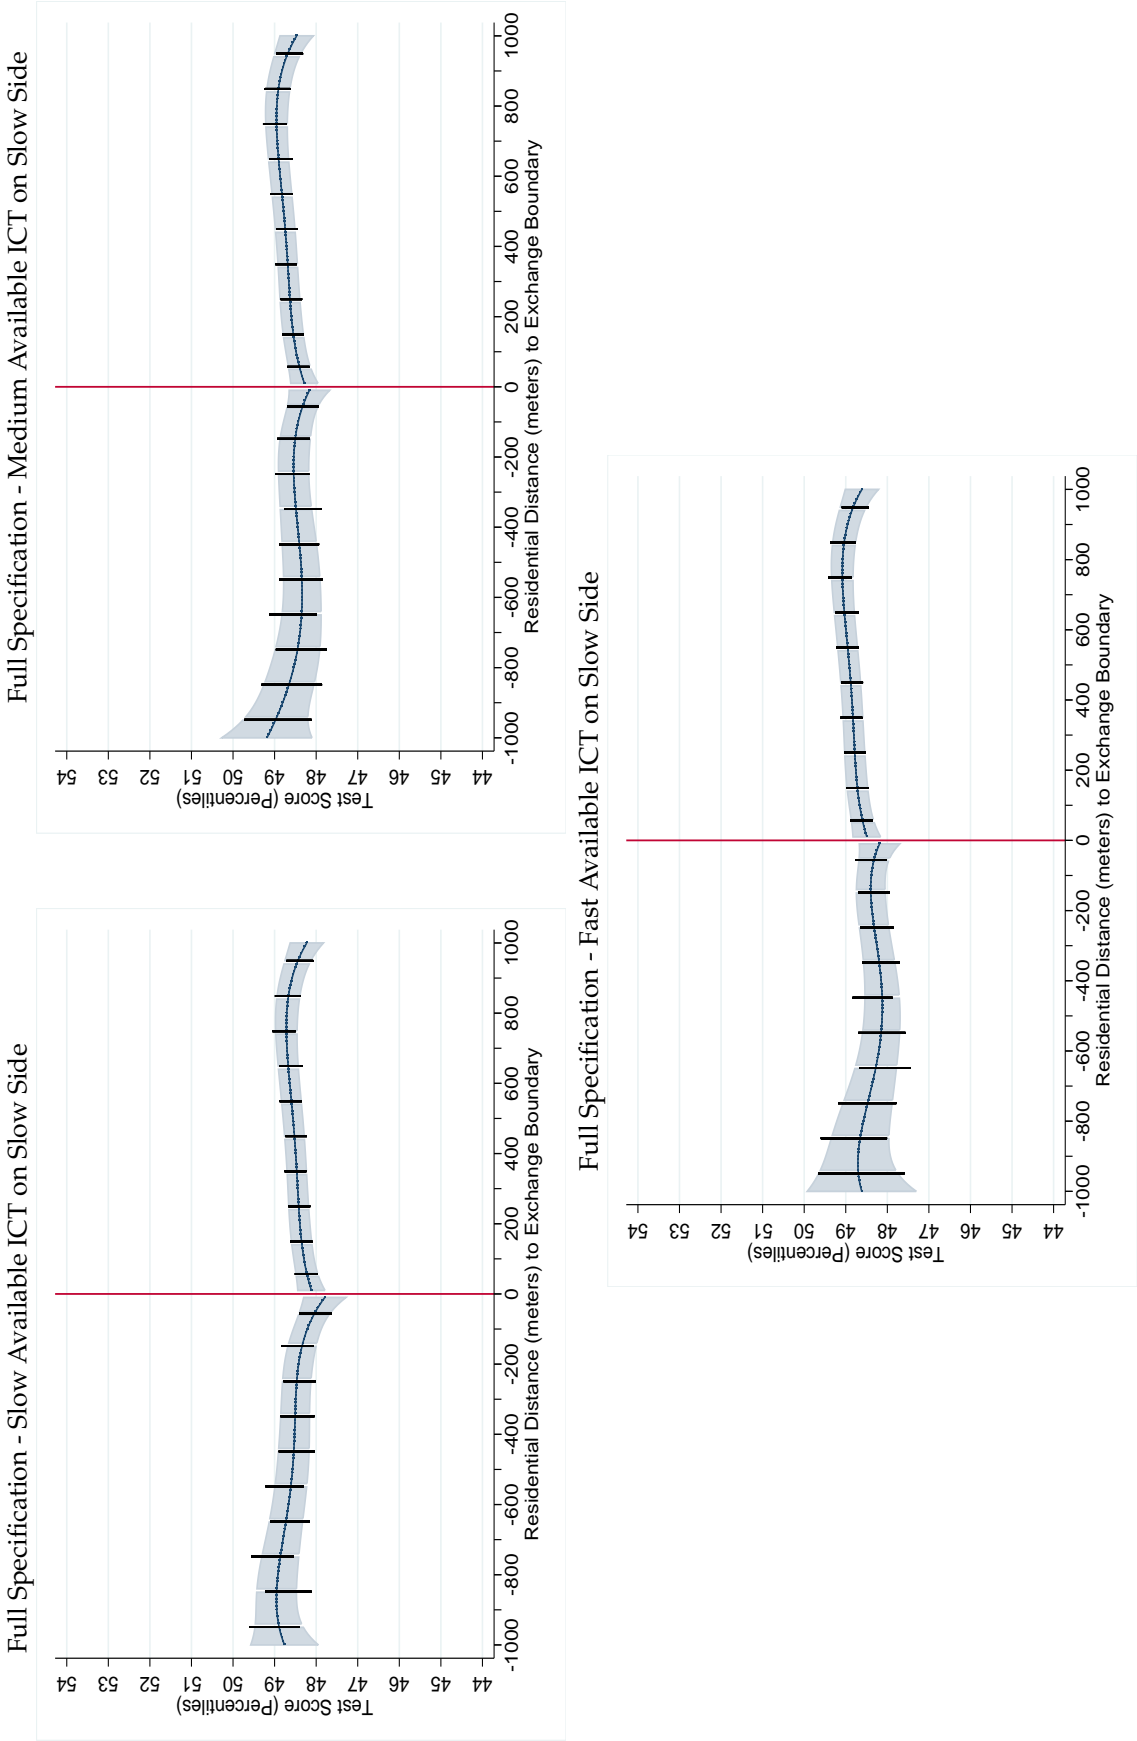 Full Specification - Slow Available ICT on Slow Side
54
53
52
51
50
49
48
47
46
45
44
Test Score (Percentiles)
-1000 -800 -600 -400 -200 0 200 400 600 800 1000
Residential Distance (meters) to Exchange Boundary
Full Specification - Medium Available ICT on Slow Side
54
53
52
51
50
49
48
47
46
45
44
Test Score (Percentiles)
-1000 -800 -600 -400 -200 0 200 400 600 800 1000
Residential Distance (meters) to Exchange Boundary
Full Specification - Fast Available ICT on Slow Side
54
53
52
51
50
49
48
47
46
45
44
Test Score (Percentiles)
-1000 -800 -600 -400 -200 0 200 400 600 800 1000
Residential Distance (meters) to Exchange Boundary